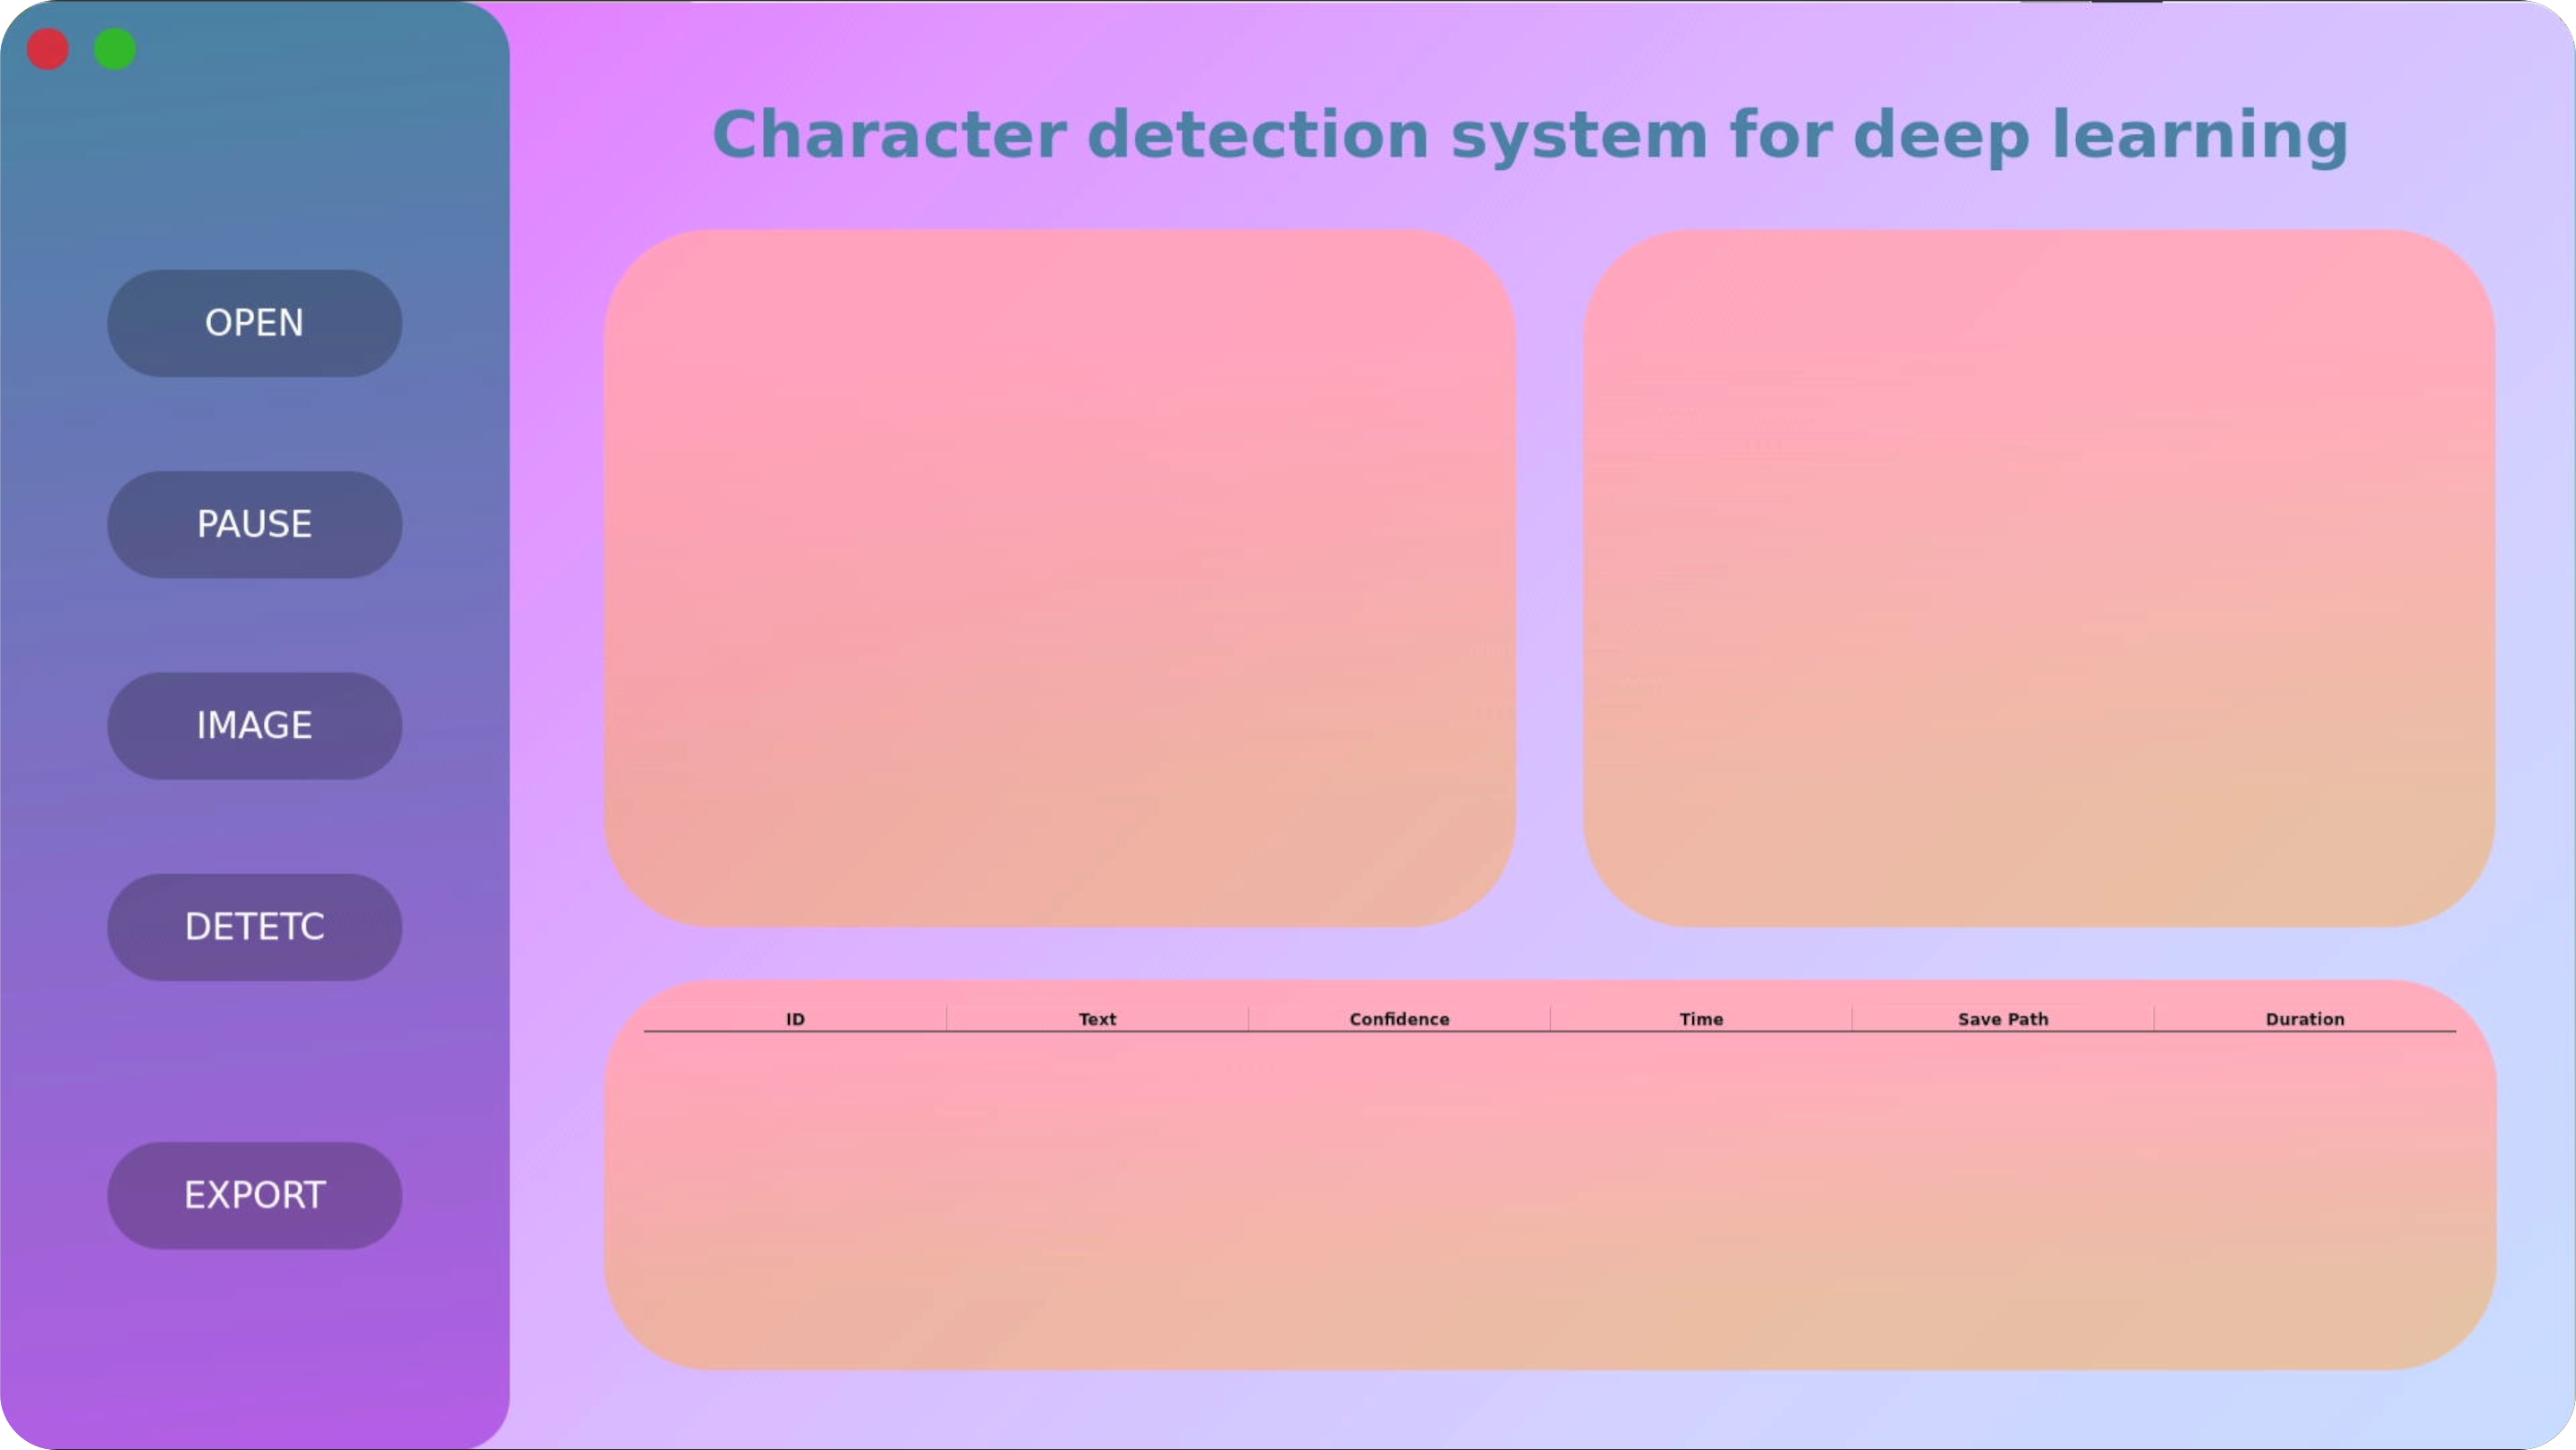 Character detection system for deep learning
OPEN
PAUSE
IMAGE
DETETC
EXPORT
ID Text Confidence Time Save Path Duration